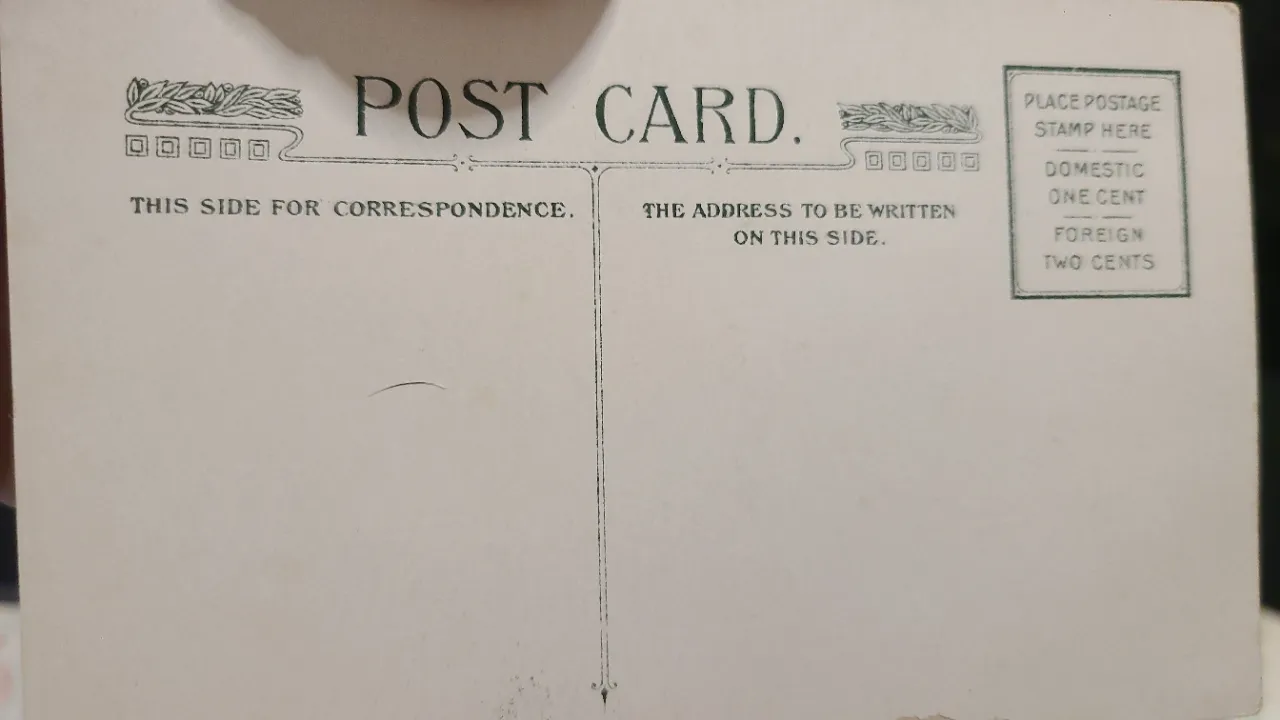 POST CARD.
THIS SIDE FOR CORRESPONDENCE.
THE ADDRESS TO BE WRITTEN
ON THIS SIDE.
PLACE POSTAGE
STAMP HERE
DOMESTIC
ONE CENT
FOREIGN
TWO CENTS